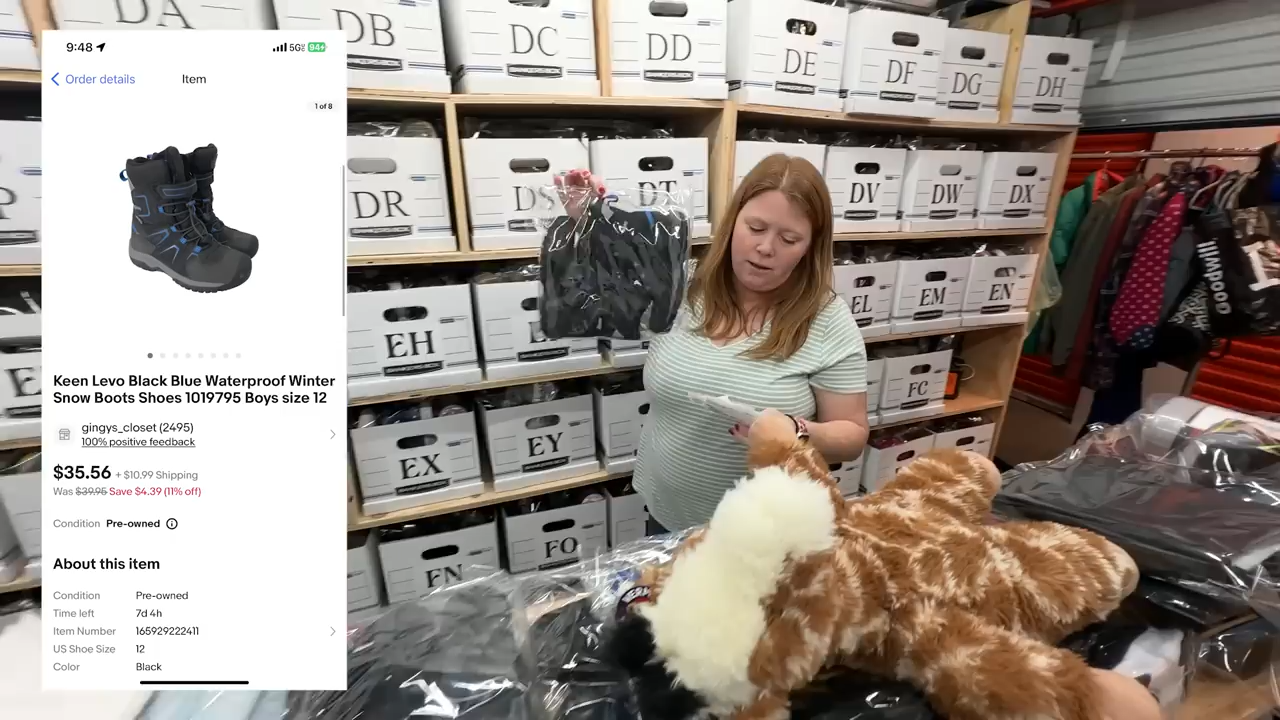 9:48
5G
94+
Order details
Item
1 of 8
Keen Levo Black Blue Waterproof Winter
Snow Boots Shoes 1019795 Boys size 12
gingys_closet (2495)
100% positive feedback
$35.56 + $10.99 Shipping
Was $39.95 Save $4.39 (11% off)
Condition Pre-owned
About this item
Condition Pre-owned
Time left 7d 4h
Item Number 165929222411
US Shoe Size 12
Color Black
DA
DB
DC
DD
DE
DF
DG
DH
DR
DT
DV
DW
DX
EH
EL
EM
EN
EX
EY
FC
FN
FO
GOODWILL